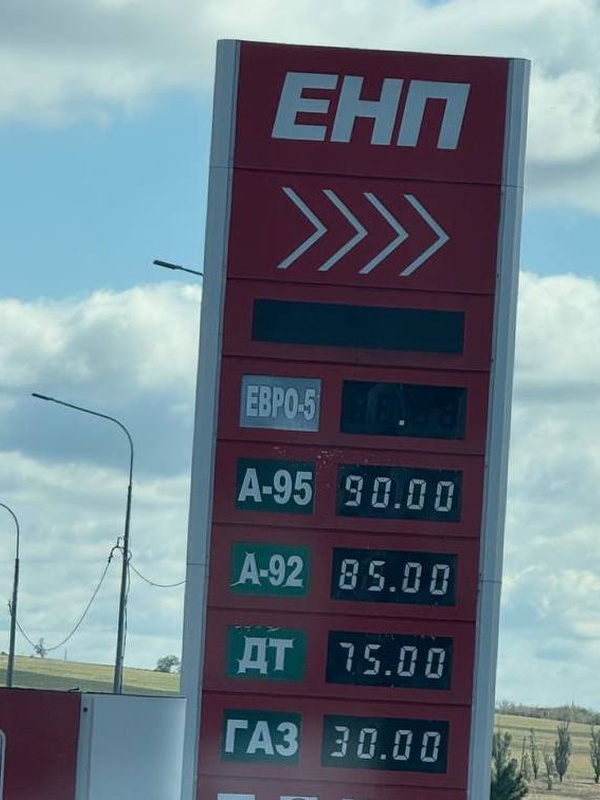 ЕНП
ЕВРО-5
А-95 90.00
А-92 85.00
ДТ 75.00
ГАЗ 30.00